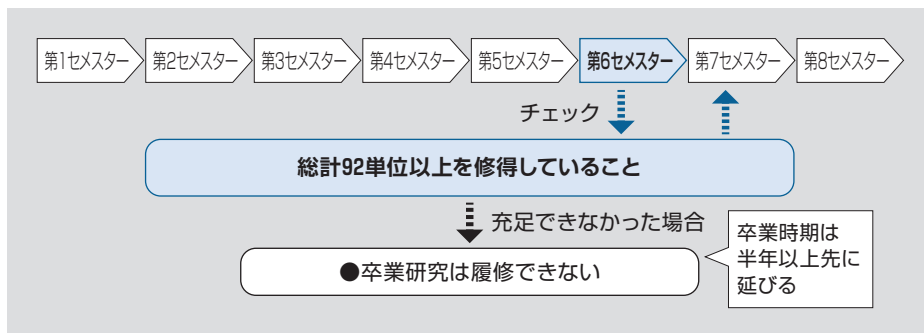 第1セメスター 第2セメスター 第3セメスター 第4セメスター 第5セメスター 第6セメスター 第7セメスター 第8セメスター
チェック
総計92単位以上を修得していること
充足できなかった場合
●卒業研究は履修できない
卒業時期は
半年以上先に
延びる